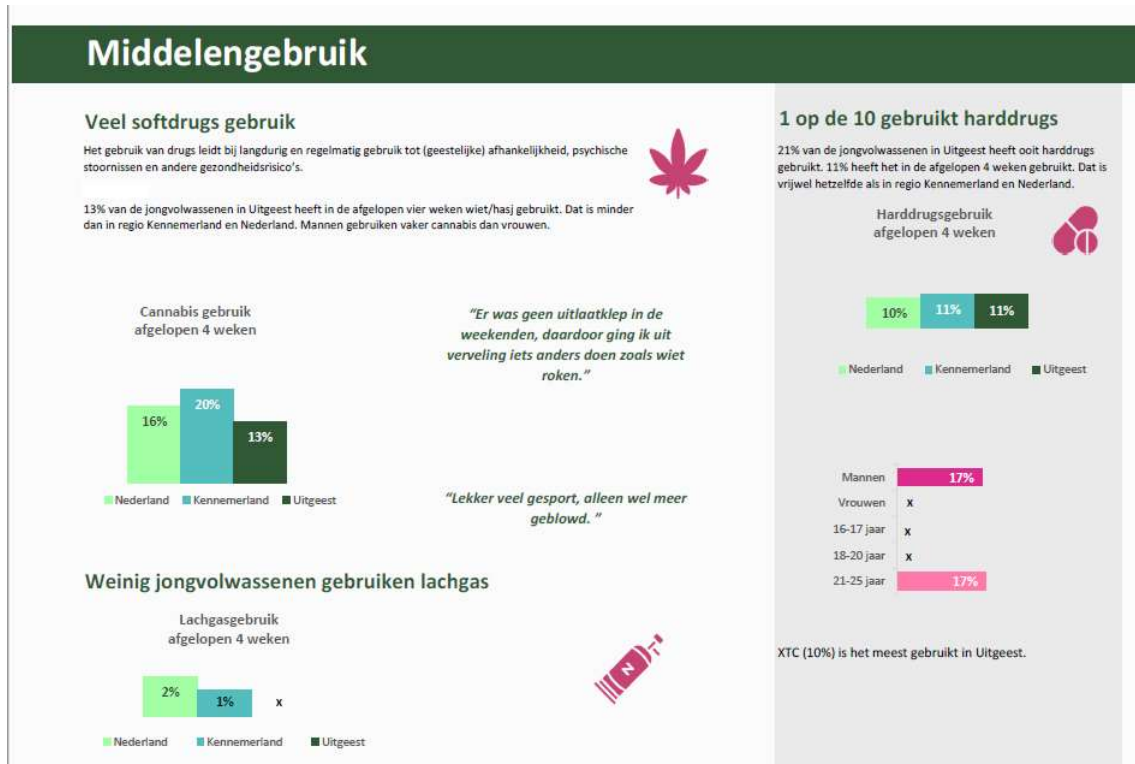 Middelengebruik
Veel softdrugs gebruik
Het gebruik van drugs leidt bij langdurig en regelmatig gebruik tot (geestelijke) afhankelijkheid, psychische
stoornissen en andere gezondheidsrisico's.
13% van de jongvolwassenen in Uitgeest heeft in de afgelopen vier weken wiet/hasj gebruikt. Dat is minder
dan in regio Kennemerland en Nederland. Mannen gebruiken vaker cannabis dan vrouwen.
Cannabis gebruik
afgelopen 4 weken
16%
20%
13%
Nederland Kennemerland Uitgeest
“Er was geen uitlaatklep in de
weekenden, daardoor ging ik uit
verveling iets anders doen zoals wiet
roken.”
“Lekker veel gesport, alleen wel meer
geblowd. ”
Weinig jongvolwassenen gebruiken lachgas
Lachgasgebruik
afgelopen 4 weken
2%
1%
x
Nederland Kennemerland Uitgeest
N
1 op de 10 gebruikt harddrugs
21% van de jongvolwassenen in Uitgeest heeft ooit harddrugs
gebruikt. 11% heeft het in de afgelopen 4 weken gebruikt. Dat is
vrijwel hetzelfde als in regio Kennemerland en Nederland.
Harddrugsgebruik
afgelopen 4 weken
10% 11% 11%
Nederland Kennemerland Uitgeest
Mannen 17%
Vrouwen x
16-17 jaar x
18-20 jaar x
21-25 jaar 17%
XTC (10%) is het meest gebruikt in Uitgeest.